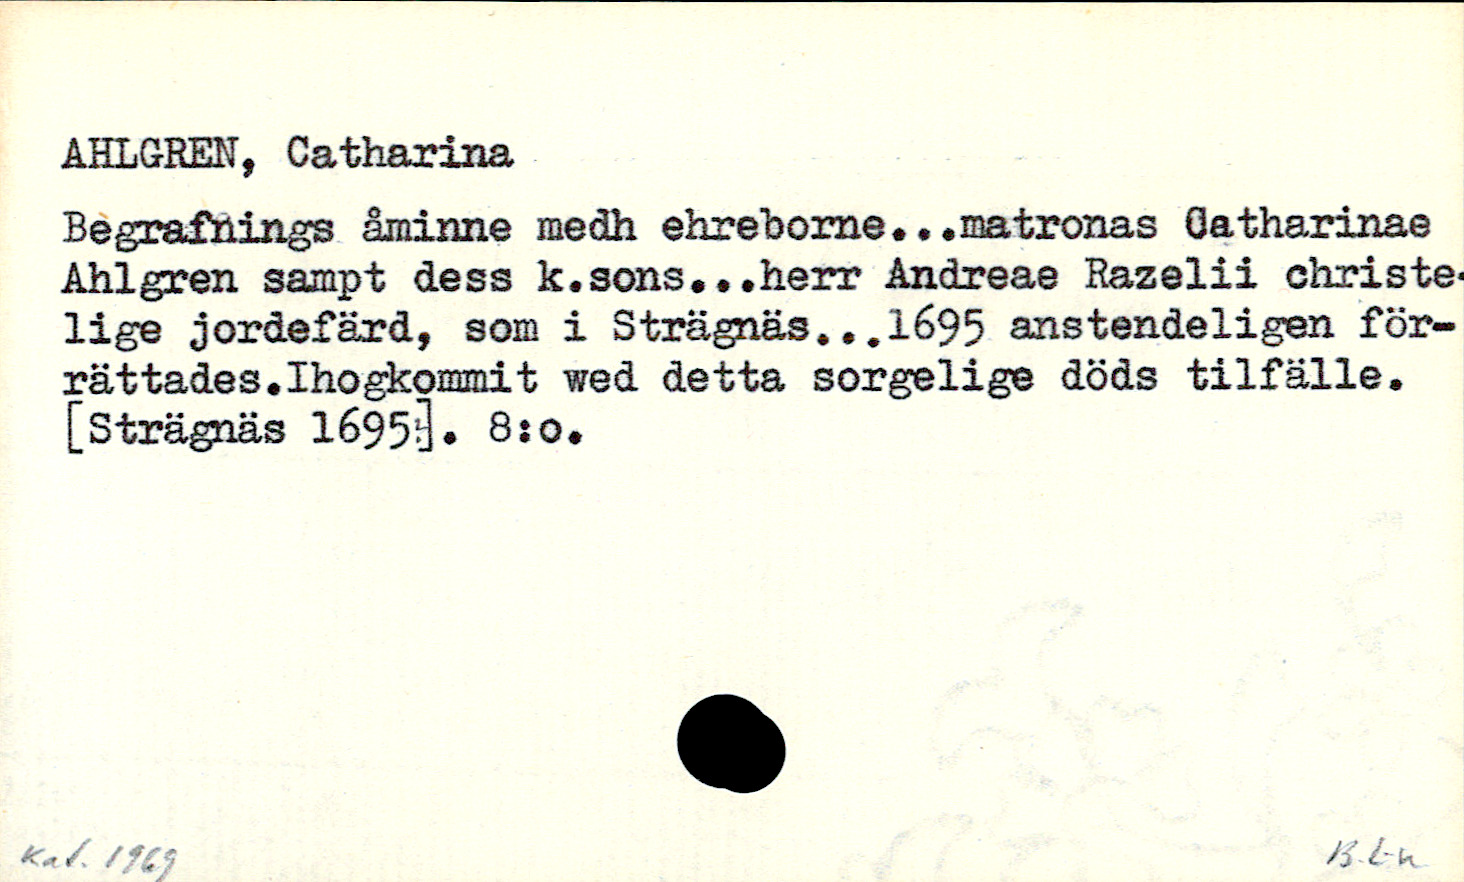 AHLGREN, Catharina
Begrafnings åminne medh ehreborne...matronas Catharinae
Ahlgren sampt dess k.sons...herr Andreae Razelii christe-
lige jordefärd, som i Strägnäs...1695 anstendeligen för-
rättades.Ihogkommit wed detta sorgelige döds tilfälle.
[Strägnäs 1695]. 8:o.
Kat. 1969
B.L-n